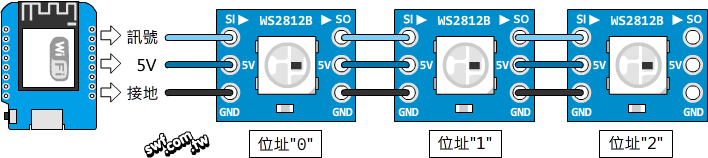 WiFi
訊號
5V
接地
SI ▶ WS2812B ▶ SO
5V
GND GND
位址"0"
SI ▶ WS2812B ▶ SO
5V 5V
GND GND
位址"1"
SI ▶ WS2812B ▶ SO
5V 5V
GND GND
位址"2"
swf.com.tw